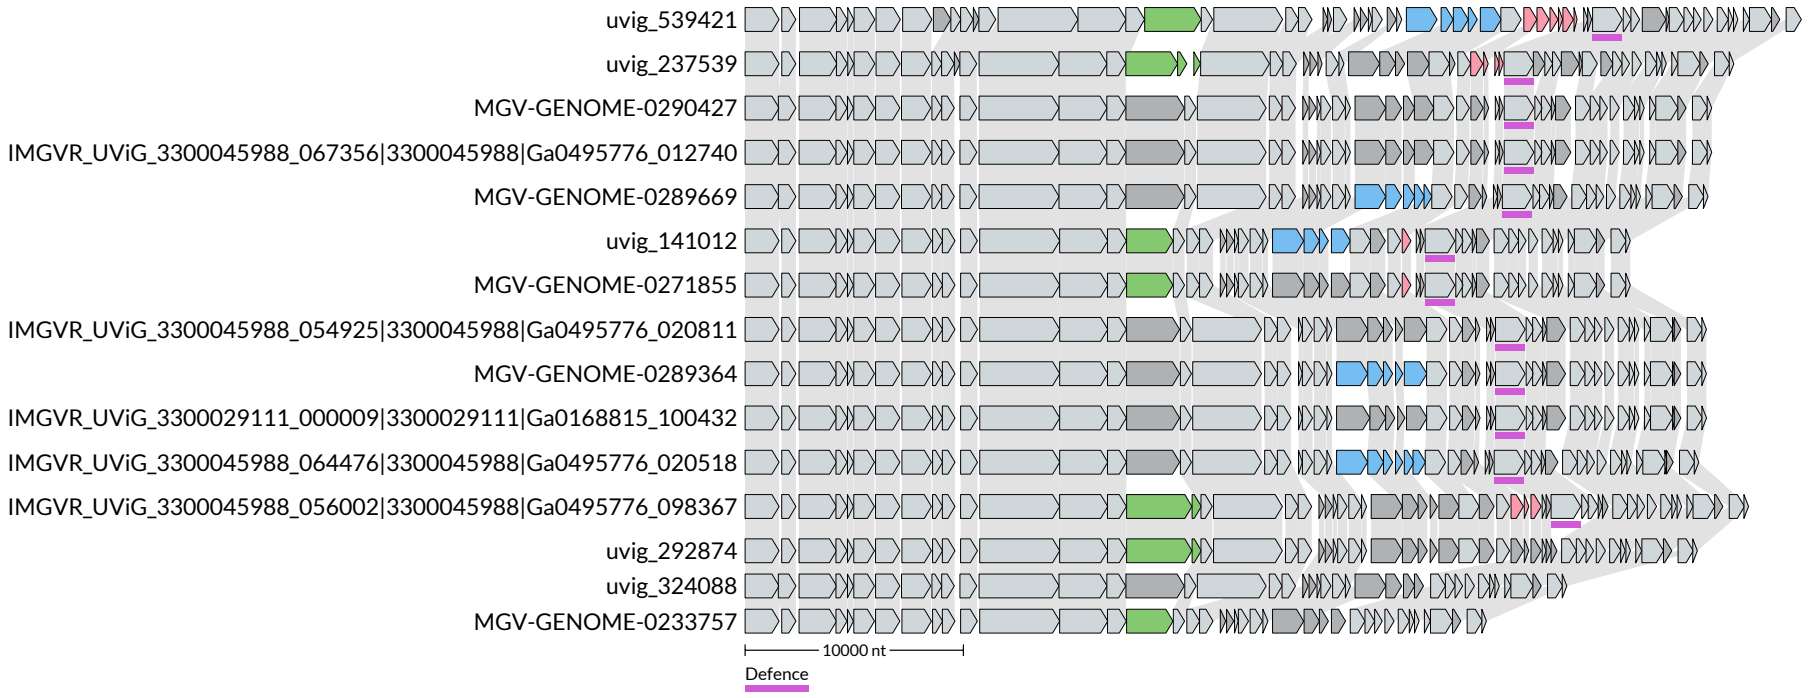 uvig_539421
uvig_237539
MGV-GENOME-0290427
IMGVR_UViG_3300045988_067356|3300045988|Ga0495776_012740
MGV-GENOME-0289669
uvig_141012
MGV-GENOME-0271855
IMGVR_UViG_3300045988_054925|3300045988|Ga0495776_020811
MGV-GENOME-0289364
IMGVR_UViG_3300029111_000009|3300029111|Ga0168815_100432
IMGVR_UViG_3300045988_064476|3300045988|Ga0495776_020518
IMGVR_UViG_3300045988_056002|3300045988|Ga0495776_098367
uvig_292874
uvig_324088
MGV-GENOME-0233757
10000 nt
Defence